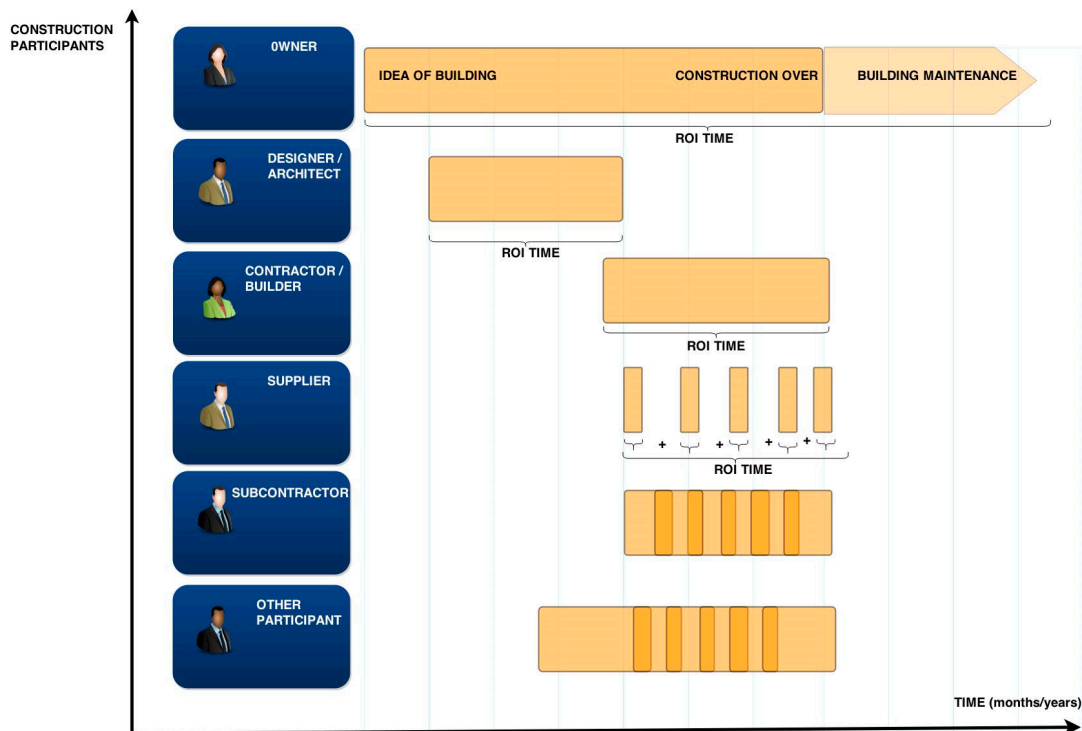 CONSTRUCTION
PARTICIPANTS
0WNER
IDEA OF BUILDING
CONSTRUCTION OVER
BUILDING MAINTENANCE
ROI TIME
DESIGNER /
ARCHITECT
ROI TIME
CONTRACTOR /
BUILDER
ROI TIME
SUPPLIER
+ + + +
ROI TIME
SUBCONTRACTOR
OTHER
PARTICIPANT
TIME (months/years)